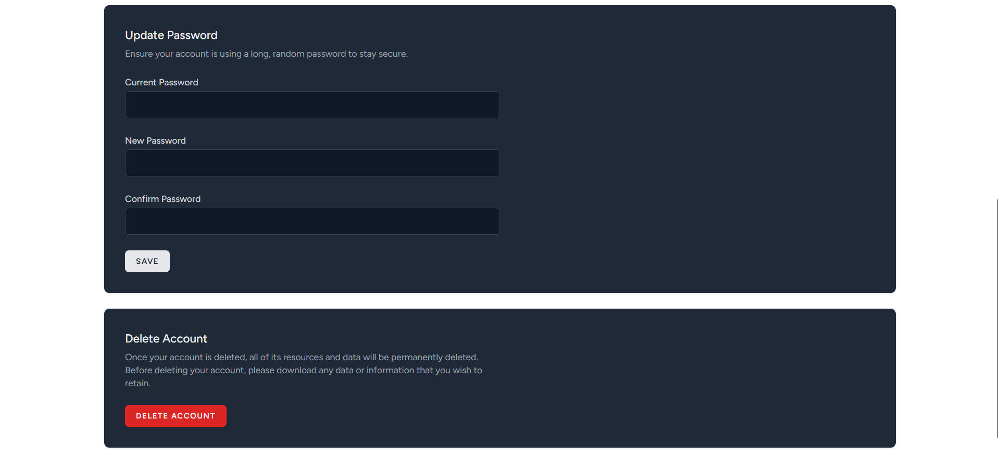 Update Password
Ensure your account is using a long, random password to stay secure.
Current Password
New Password
Confirm Password
SAVE
Delete Account
Once your account is deleted, all of its resources and data will be permanently deleted.
Before deleting your account, please download any data or information that you wish to
retain.
DELETE ACCOUNT